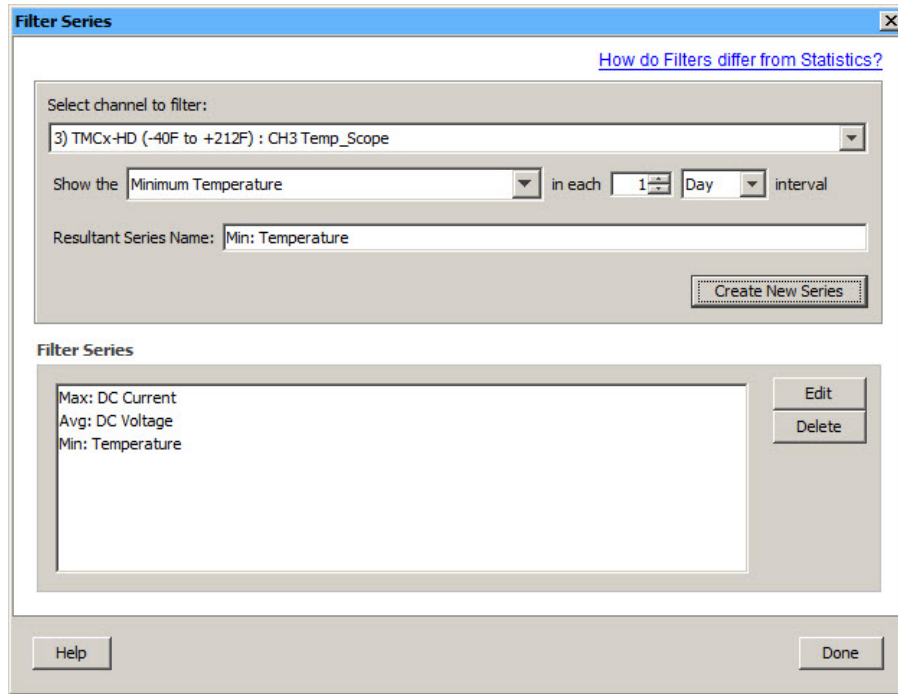 Filter Series
How do Filters differ from Statistics?
Select channel to filter:
3) TMCx-HD (-40F to +212F) : CH3 Temp_Scope
Show the Minimum Temperature in each 1 Day interval
Resultant Series Name: Min: Temperature
Create New Series
Filter Series
Max: DC Current
Avg: DC Voltage
Min: Temperature
Edit
Delete
Help
Done